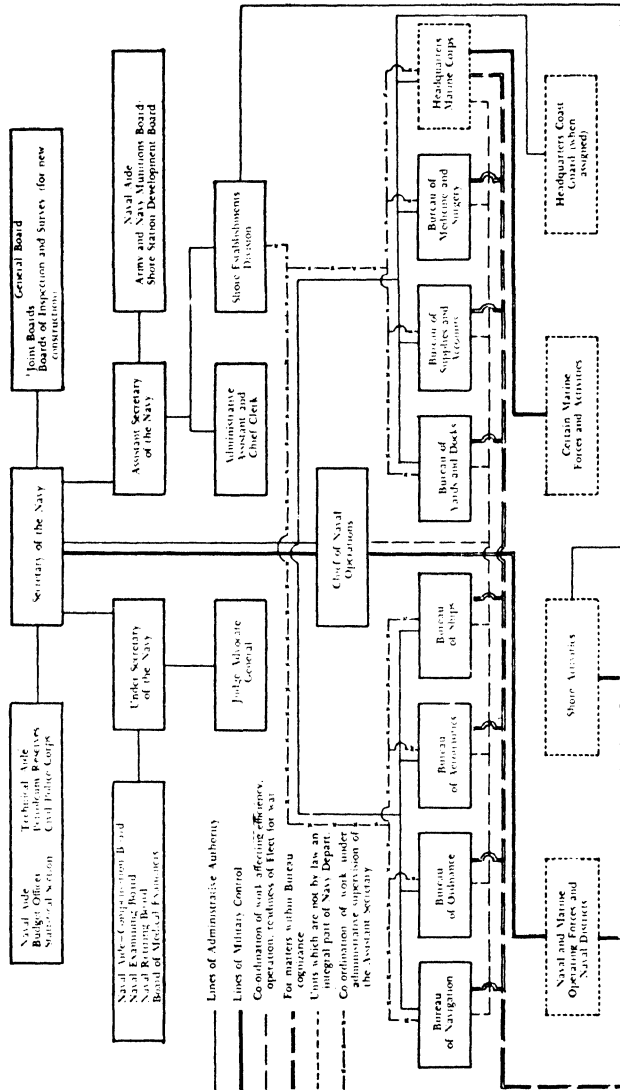 Naval Aide
Budget Officer
Statistical Section
Technical Aide
Petroleum Reserves
Civil Police Corps
Secretary of the Navy
General Board
Joint Boards
Boards of Inspection and Survey (for new
construction)
Naval Aide—Compensation Board
Naval Examining Board
Naval Retiring Board
Board of Medical Examiners
Under Secretary
of the Navy
Assistant Secretary
of the Navy
Naval Aide
Army and Navy Munitions Board
Shore Station Development Board
Judge Advocate
General
Administrative
Assistant and
Chief Clerk
Shore Establishments
Division
Lines of Administrative Authority
Lines of Military Control
Co-ordination of work affecting efficiency,
operation, readiness of Fleet for war
For matters within Bureau
cognizance
Units which are not by law an
integral part of Navy Depart.
Co ordination of work under
administrative supervision of
the Assistant Secretary
Chief of Naval
Operations
Bureau
of Navigation
Bureau
of Ordnance
Bureau
of Aeronautics
Bureau
of Ships
Bureau of
Yards and Docks
Bureau of
Supplies and
Accounts
Bureau of
Medicine and
Surgery
Headquarters
Marine Corps
Naval and Marine
Operating Forces and
Naval Districts
Shore Activities
Certain Marine
Forces and Activities
Headquarters Coast
Guard (when
assigned)